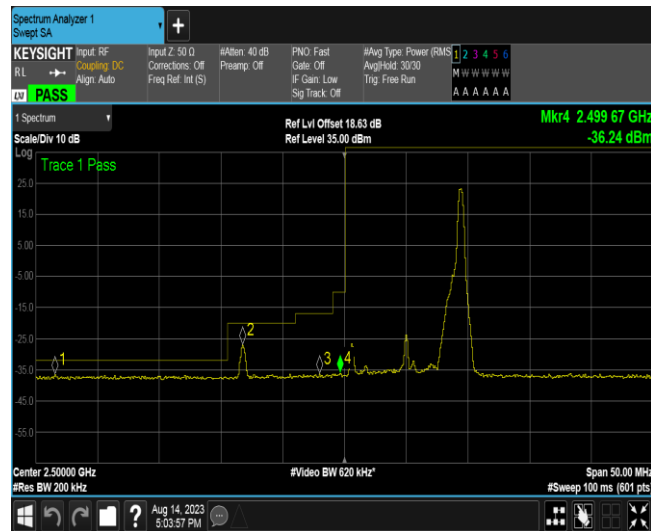 Spectrum Analyzer 1
Swept SA
KEYSIGHT
RL
LXI PASS
Input: RF
Coupling: DC
Align: Auto
Input Z: 50 Ω
Corrections: Off
Freq Ref: Int (S)
#Atten: 40 dB
Preamp: Off
PNO: Fast
Gate: Off
IF Gain: Low
Sig Track: Off
#Avg Type: Power (RMS
Avg|Hold: 30/30
Trig: Free Run
1 2 3 4 5 6
M W W W W W
A A A A A A
1 Spectrum
Scale/Div 10 dB
Ref Lvl Offset 18.63 dB
Ref Level 35.00 dBm
Mkr4 2.499 67 GHz
-36.24 dBm
Log
Trace 1 Pass
25.0
15.0
5.00
-5.00
-15.0
-25.0
-35.0
-45.0
-55.0
1
2
3
4
Center 2.50000 GHz
#Res BW 200 kHz
#Video BW 620 kHz*
Span 50.00 MHz
#Sweep 100 ms (601 pts)
?
Aug 14, 2023
5:03:57 PM